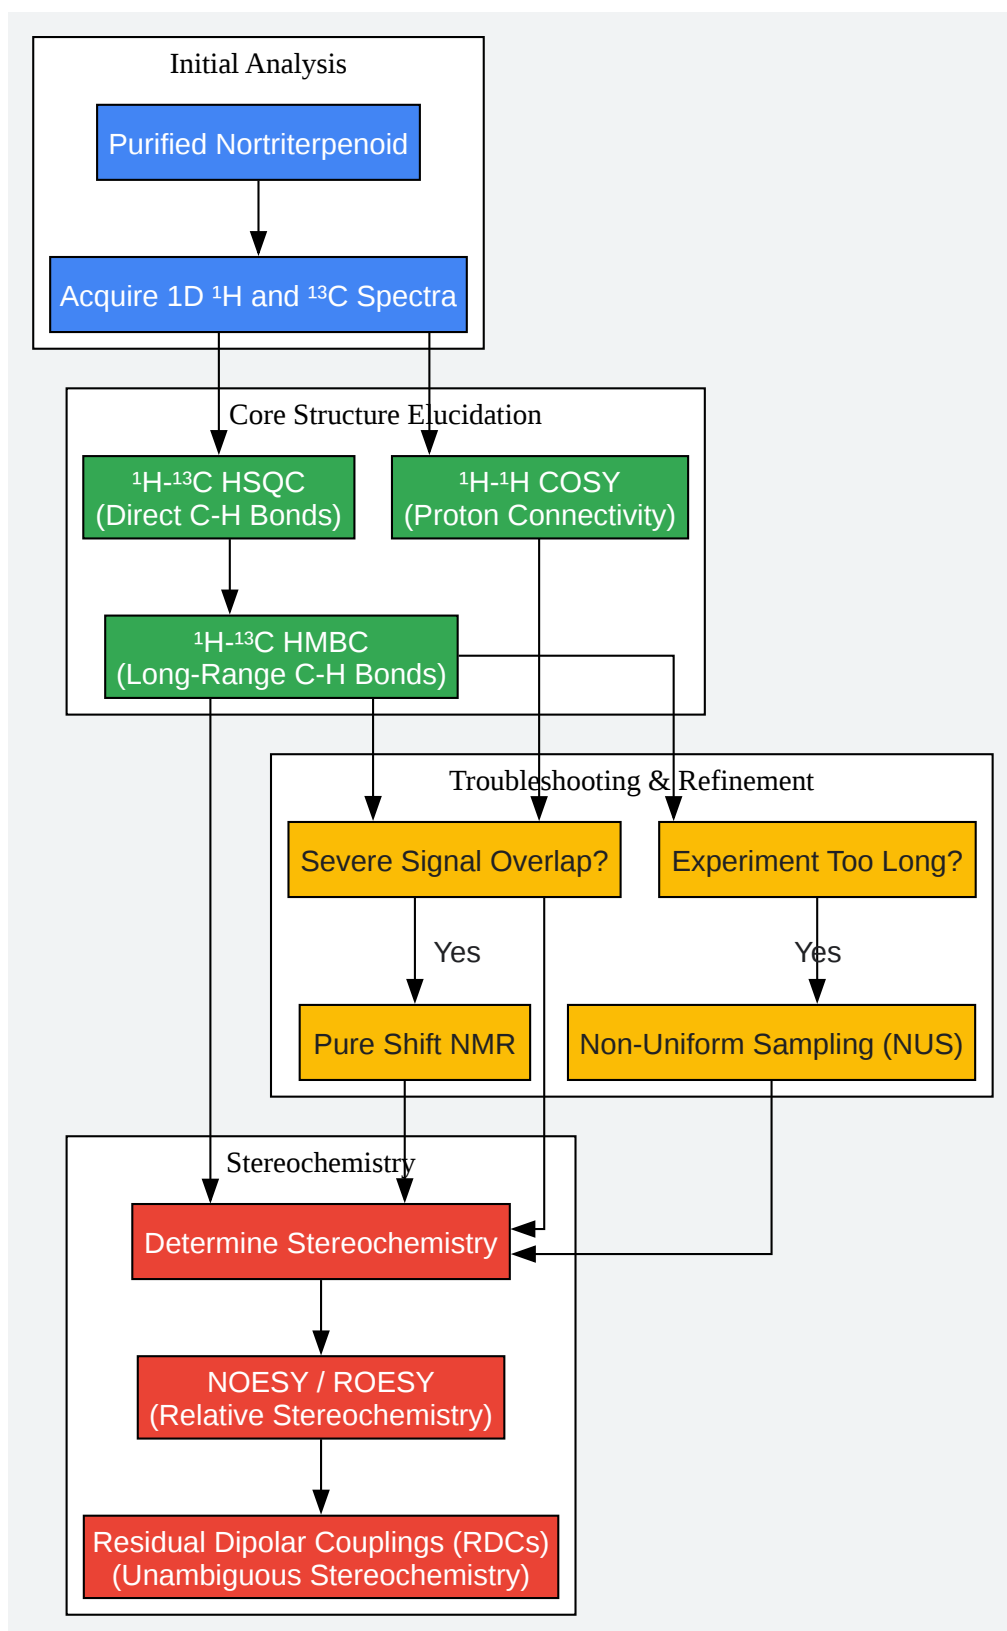 Initial Analysis
Purified Nortriterpenoid
Acquire 1D ¹H and ¹³C Spectra
Core Structure Elucidation
¹H-¹³C HSQC
(Direct C-H Bonds)
¹H-¹H COSY
(Proton Connectivity)
¹H-¹³C HMBC
(Long-Range C-H Bonds)
Troubleshooting & Refinement
Severe Signal Overlap?
Experiment Too Long?
Yes
Yes
Pure Shift NMR
Non-Uniform Sampling (NUS)
Stereochemistry
Determine Stereochemistry
NOESY / ROESY
(Relative Stereochemistry)
Residual Dipolar Couplings (RDCs)
(Unambiguous Stereochemistry)